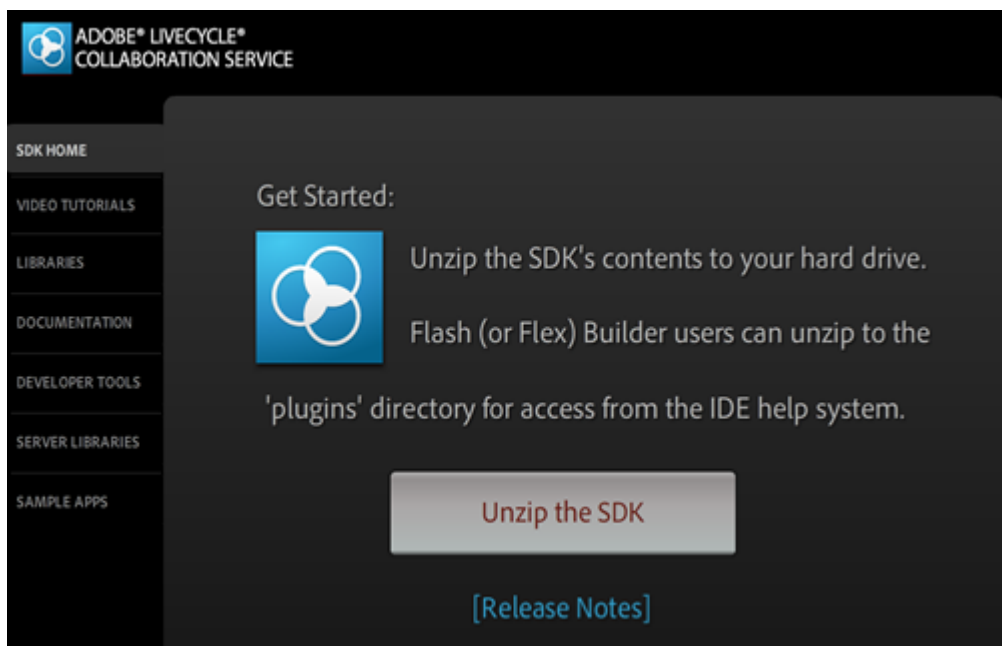 ADOBE® LIVECYCLE®
COLLABORATION SERVICE
SDK HOME
VIDEO TUTORIALS
LIBRARIES
DOCUMENTATION
DEVELOPER TOOLS
SERVER LIBRARIES
SAMPLE APPS
Get Started:
Unzip the SDK's contents to your hard drive.
Flash (or Flex) Builder users can unzip to the
'plugins' directory for access from the IDE help system.
Unzip the SDK
[Release Notes]